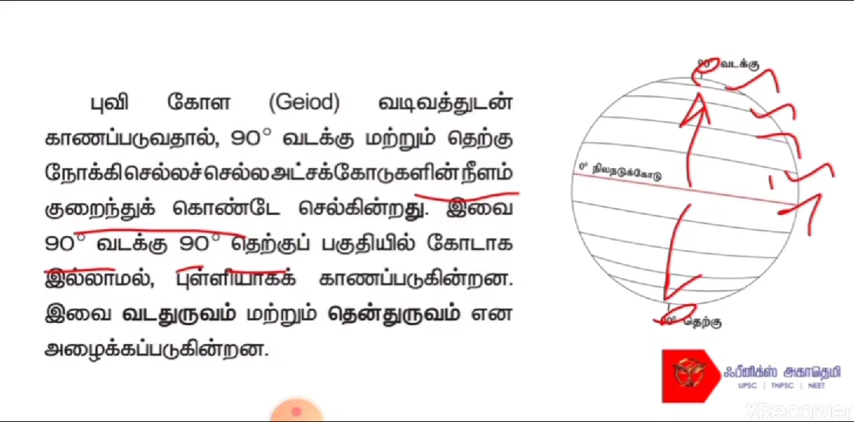 புவி கோள (Geiod) வடிவத்துடன்
காணப்படுவதால், 90° வடக்கு மற்றும் தெற்கு
நோக்கி செல்லச் செல்ல அட்சக்கோடுகளின் நீளம்
குறைந்துக் கொண்டே செல்கின்றது. இவை
90° வடக்கு 90° தெற்குப் பகுதியில் கோடாக
இல்லாமல், புள்ளியாகக் காணப்படுகின்றன.
இவை வடதுருவம் மற்றும் தென்துருவம் என
அழைக்கப்படுகின்றன.
90° வடக்கு
0° நிலநடுக்கோடு
90° தெற்கு
ஃபீனிக்ஸ் அகாதெமி
UPSC | TNPSC | NEET
XRecorder